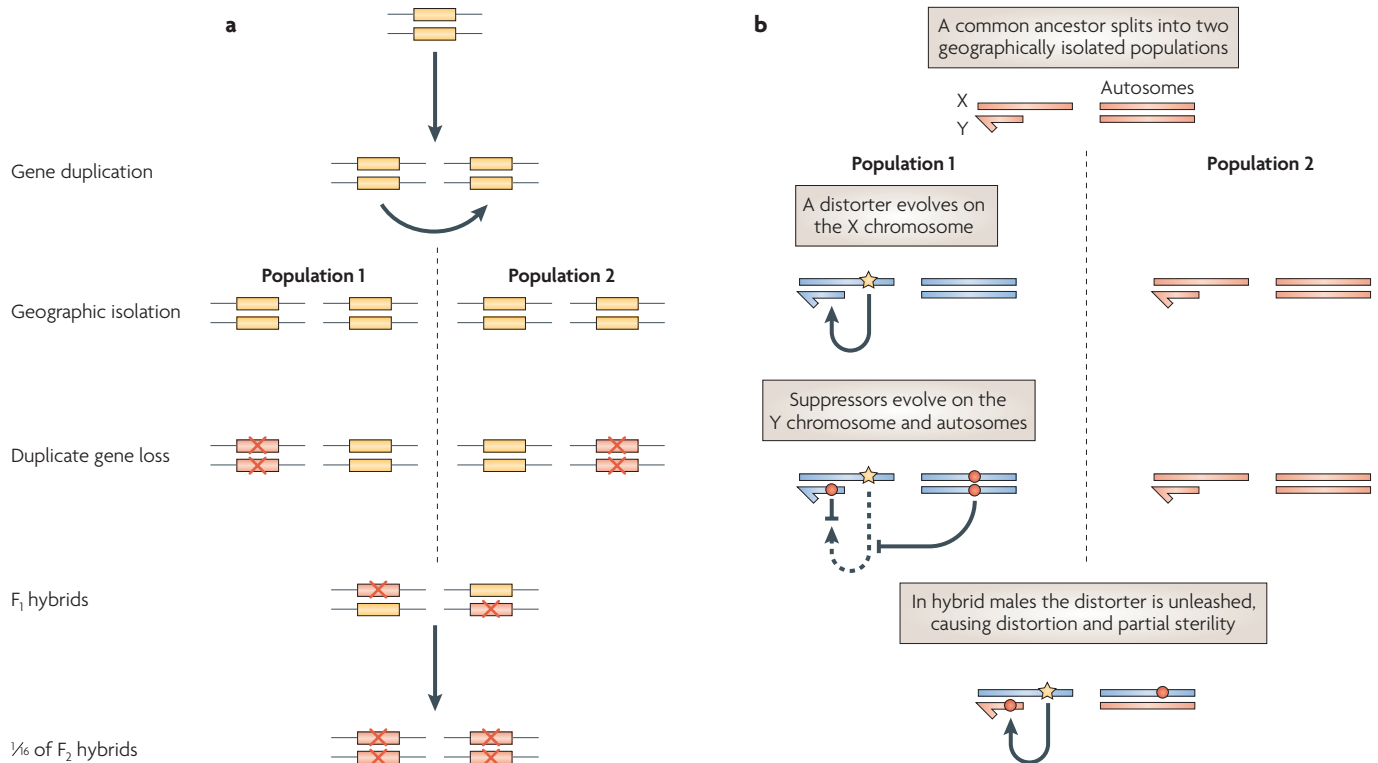 a
Gene duplication
Population 1
Population 2
Geographic isolation
Duplicate gene loss
F₁ hybrids
1⁄16 of F₂ hybrids
b
A common ancestor splits into two
geographically isolated populations
Autosomes
X
Y
Population 1
Population 2
A distorter evolves on
the X chromosome
Suppressors evolve on the
Y chromosome and autosomes
In hybrid males the distorter is unleashed,
causing distortion and partial sterility